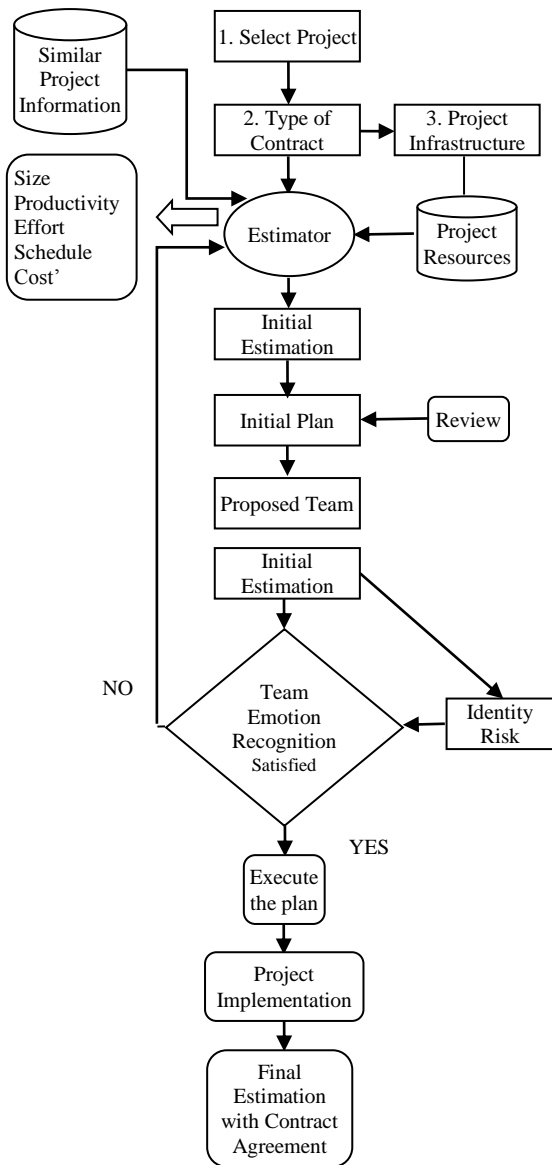 1. Select Project
Similar
Project
Information
2. Type of
Contract
3. Project
Infrastructure
Size
Productivity
Effort
Schedule
Cost’
Estimator
Project
Resources
Initial
Estimation
Initial Plan
Review
Proposed Team
Initial
Estimation
NO
Team
Emotion
Recognition
Satisfied
Identity
Risk
YES
Execute
the plan
Project
Implementation
Final
Estimation
with Contract
Agreement